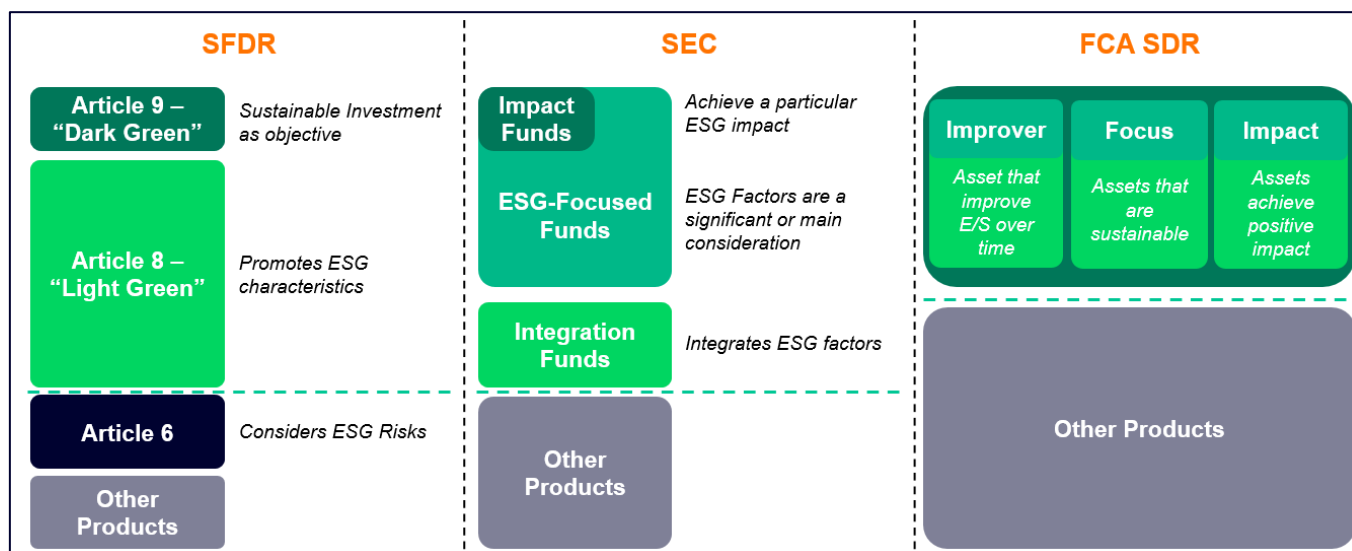 SFDR
Article 9 –
“Dark Green”
Sustainable Investment
as objective
Article 8 –
“Light Green”
Promotes ESG
characteristics
Article 6
Considers ESG Risks
Other
Products
SEC
Impact
Funds
Achieve a particular
ESG impact
ESG-Focused
Funds
ESG Factors are a
significant or main
consideration
Integration
Funds
Integrates ESG factors
Other
Products
FCA SDR
Improver
Asset that
improve
E/S over
time
Focus
Assets that
are
sustainable
Impact
Assets
achieve
positive
impact
Other Products